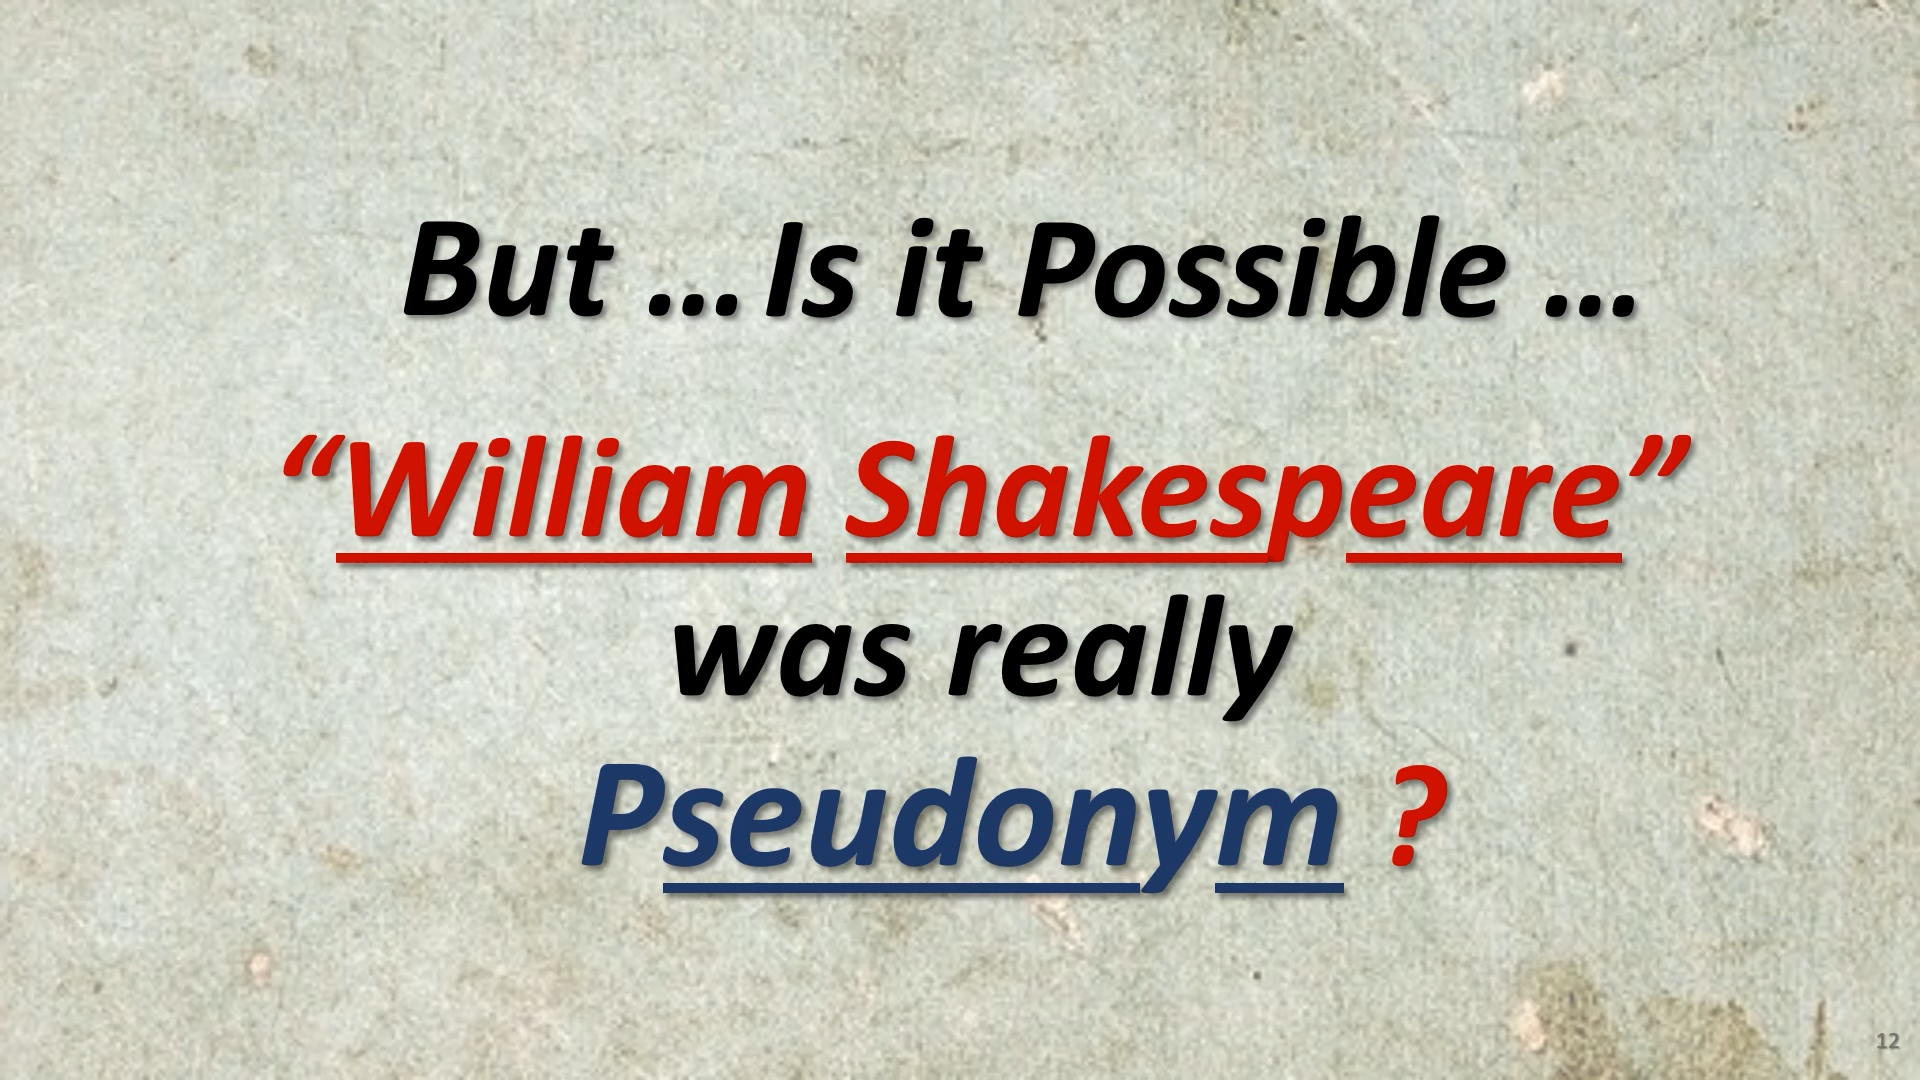 But … Is it Possible …
“William Shakespeare”
was really
Pseudonym ?
12